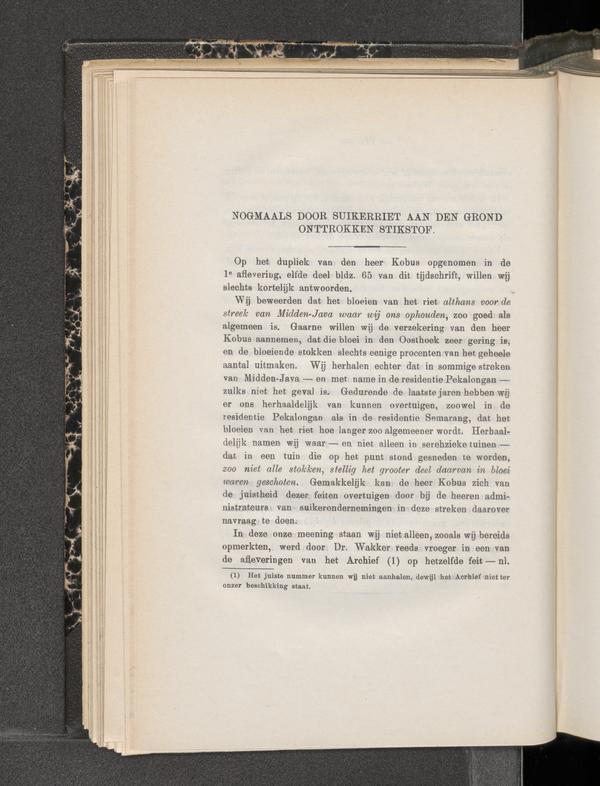 NOGMAALS DOOR SUIKERRIET AAN DEN GROND
ONTTROKKEN STIKSTOF.
Op het dupliek van den heer Kobus opgenomen in de
1e aflevering, elfde deel bldz. 65 van dit tijdschrift, willen wij
slechts kortelijk antwoorden.
Wij beweerden dat het bloeien van het riet althans voor de
streek van Midden-Java waar wij ons ophouden, zoo goed als
algemeen is. Gaarne willen wij de verzekering van den heer
Kobus aannemen, dat die bloei in den Oosthoek zeer gering is,
en de bloeiende stokken slechts eenige procenten van het geheele
aantal uitmaken. Wij herhalen echter dat in sommige streken
van Midden-Java — en met name in de residentie Pekalongan —
zulks niet het geval is. Gedurende de laatste jaren hebben wij
er ons herhaaldelijk van kunnen overtuigen, zoowel in de
residentie Pekalongan als in de residentie Semarang, dat het
bloeien van het riet hoe langer zoo algemeener wordt. Herhaal-
delijk namen wij waar — en niet alleen in serehzieke tuinen —
dat in een tuin die op het punt stond gesneden te worden,
zoo niet alle stokken, stellig het grooter deel daarvan in bloei
waren geschoten. Gemakkelijk kan de heer Kobus zich van
de juistheid dezer feiten overtuigen door bij de heeren admi-
nistrateurs van suikerondernemingen in deze streken daarover
navraag te doen.
In deze onze meening staan wij niet alleen, zooals wij bereids
opmerkten, werd door Dr. Wakker reeds vroeger in een van
de afleveringen van het Archief (1) op hetzelfde feit — nl.
(1) Het juiste nummer kunnen wij niet aanhalen, dewijl het Acrhief niet ter
onzer beschikking staat.